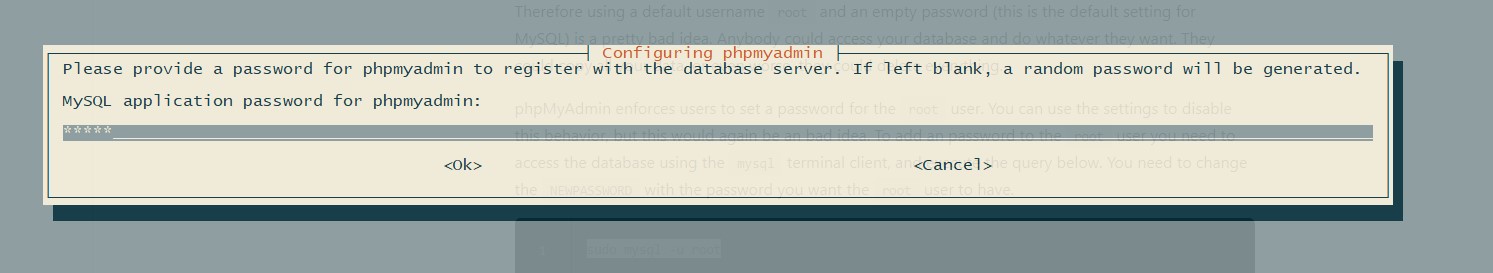 Therefore using a default username root and an empty password (this is the default setting for
MySQL) is a pretty bad idea. Anybody could access your database and do whatever they want. They
Configuring phpmyadmin
Please provide a password for phpmyadmin to register with the database server. If left blank, a random password will be generated.
MySQL application password for phpmyadmin:
phpMyAdmin enforces users to set a password for the root user. You can use the settings to disable
*****
this behavior, but this would again be an bad idea. To add an password to the root user you need to
<Ok>
<Cancel>
access the database using the mysql terminal client, and the query below. You need to change
the NEWPASSWORD with the password you want the root user to have.
1 sudo mysql -u root